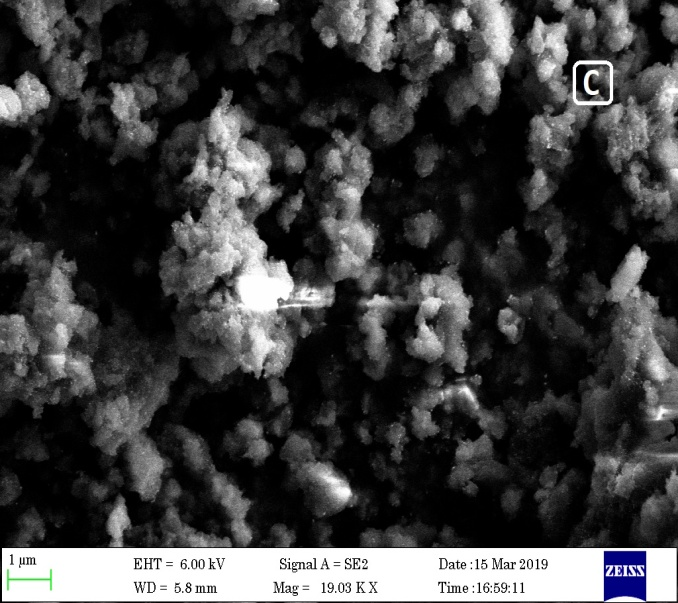 C
1 µm
EHT = 6.00 kV
Signal A = SE2
Date :15 Mar 2019
ZEISS
WD = 5.8 mm
Mag = 19.03 K X
Time :16:59:11